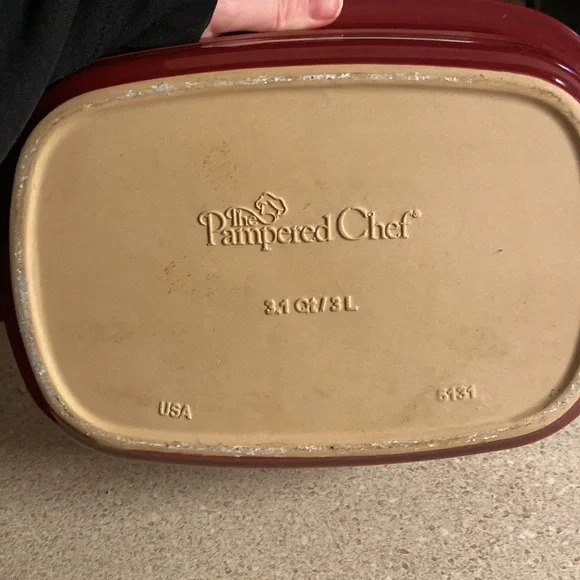 The
Pampered Chef®
3.1 Qt / 3 L
USA
5131